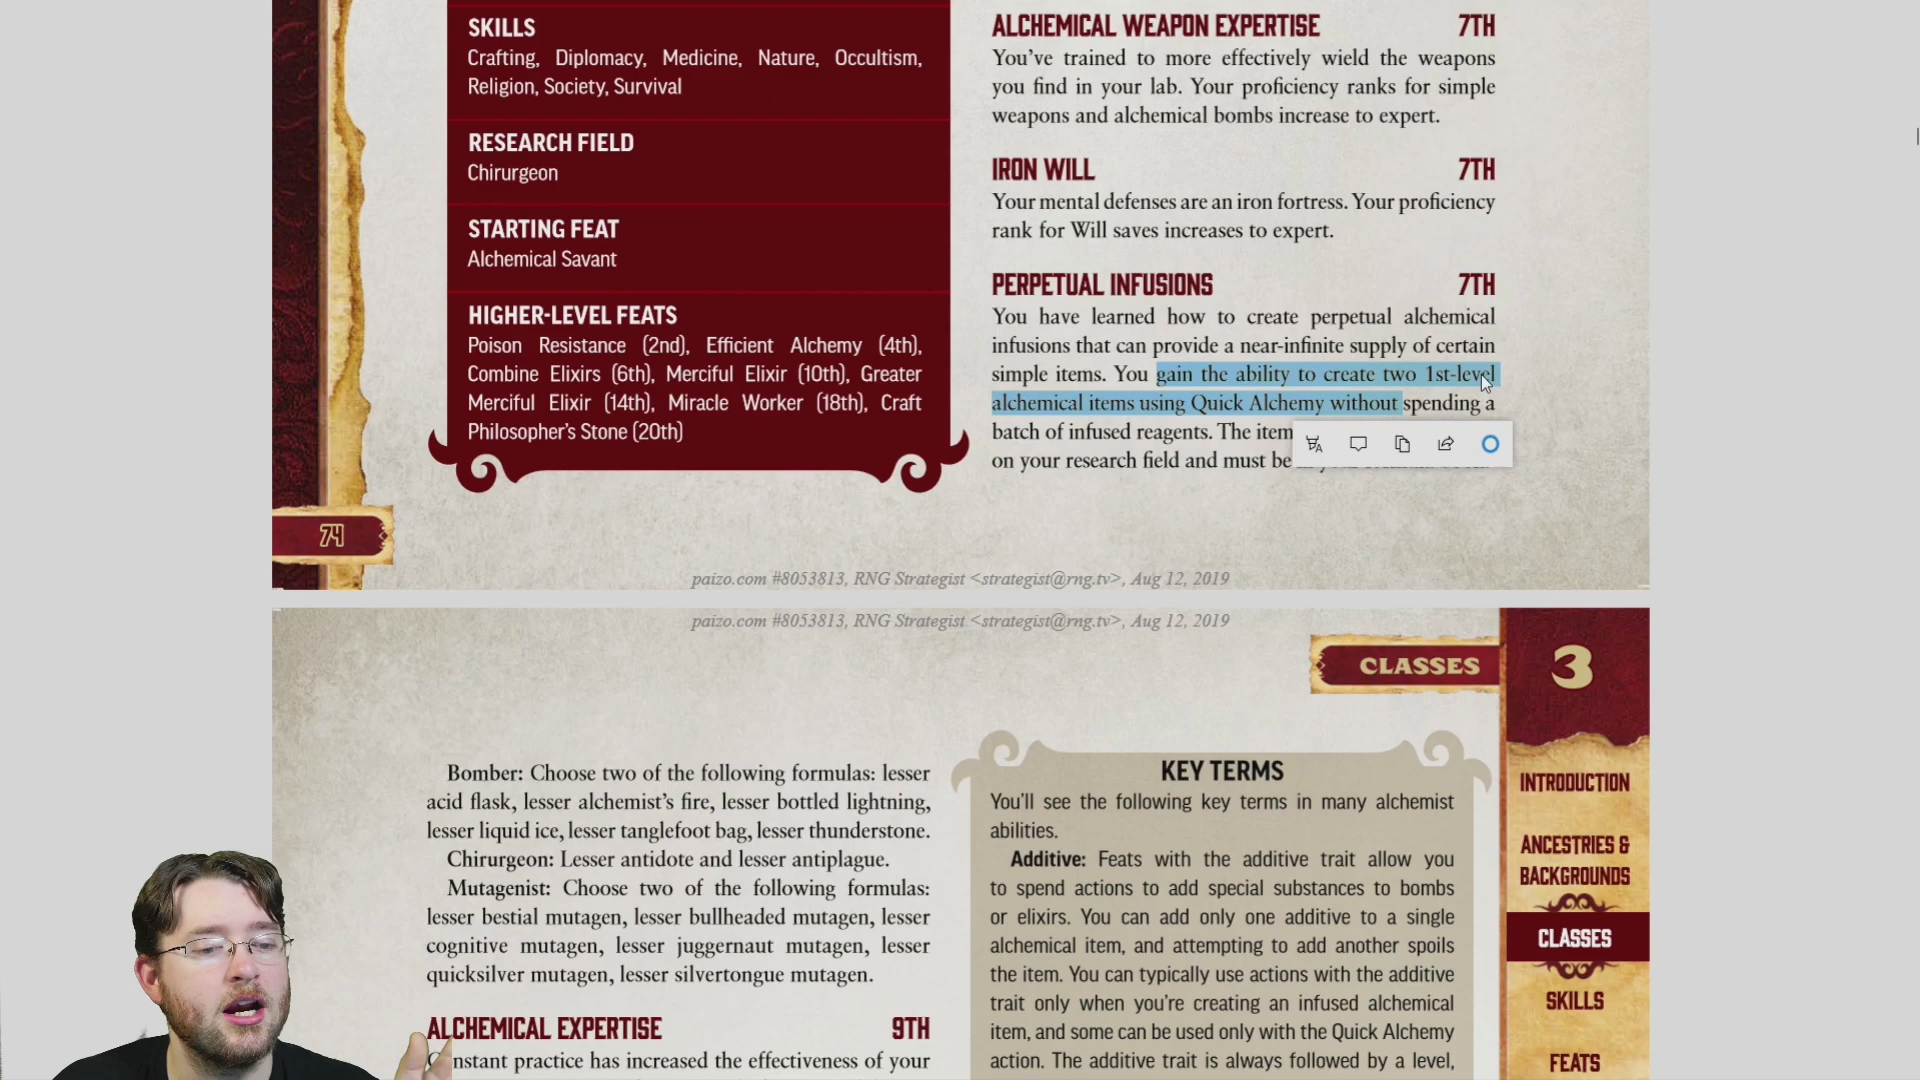 SKILLS
Crafting, Diplomacy, Medicine, Nature, Occultism,
Religion, Society, Survival
RESEARCH FIELD
Chirurgeon
STARTING FEAT
Alchemical Savant
HIGHER-LEVEL FEATS
Poison Resistance (2nd), Efficient Alchemy (4th),
Combine Elixirs (6th), Merciful Elixir (10th), Greater
Merciful Elixir (14th), Miracle Worker (18th), Craft
Philosopher's Stone (20th)
74
ALCHEMICAL WEAPON EXPERTISE 7TH
You've trained to more effectively wield the weapons
you find in your lab. Your proficiency ranks for simple
weapons and alchemical bombs increase to expert.
IRON WILL 7TH
Your mental defenses are an iron fortress. Your proficiency
rank for Will saves increases to expert.
PERPETUAL INFUSIONS 7TH
You have learned how to create perpetual alchemical
infusions that can provide a near-infinite supply of certain
simple items. You gain the ability to create two 1st-level
alchemical items using Quick Alchemy without spending a
batch of infused reagents. The item
on your research field and must be
paizo.com #8053813, RNG Strategist <strategist@rng.tv>, Aug 12, 2019
paizo.com #8053813, RNG Strategist <strategist@rng.tv>, Aug 12, 2019
CLASSES
3
Bomber: Choose two of the following formulas: lesser
acid flask, lesser alchemist's fire, lesser bottled lightning,
lesser liquid ice, lesser tanglefoot bag, lesser thunderstone.
Chirurgeon: Lesser antidote and lesser antiplague.
Mutagenist: Choose two of the following formulas:
lesser bestial mutagen, lesser bullheaded mutagen, lesser
cognitive mutagen, lesser juggernaut mutagen, lesser
quicksilver mutagen, lesser silvertongue mutagen.
ALCHEMICAL EXPERTISE 9TH
nstant practice has increased the effectiveness of your
KEY TERMS
You'll see the following key terms in many alchemist
abilities.
Additive: Feats with the additive trait allow you
to spend actions to add special substances to bombs
or elixirs. You can add only one additive to a single
alchemical item, and attempting to add another spoils
the item. You can typically use actions with the additive
trait only when you're creating an infused alchemical
item, and some can be used only with the Quick Alchemy
action. The additive trait is always followed by a level,
INTRODUCTION
ANCESTRIES &
BACKGROUNDS
CLASSES
SKILLS
FEATS